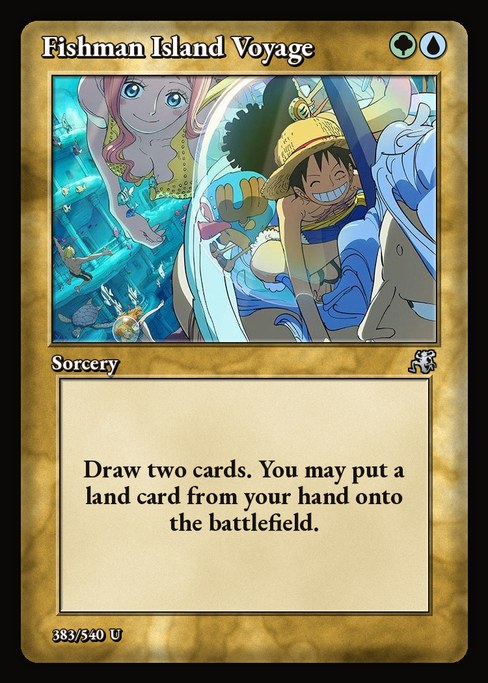 Fishman Island Voyage
Sorcery
Draw two cards. You may put a
land card from your hand onto
the battlefield.
383/540 U